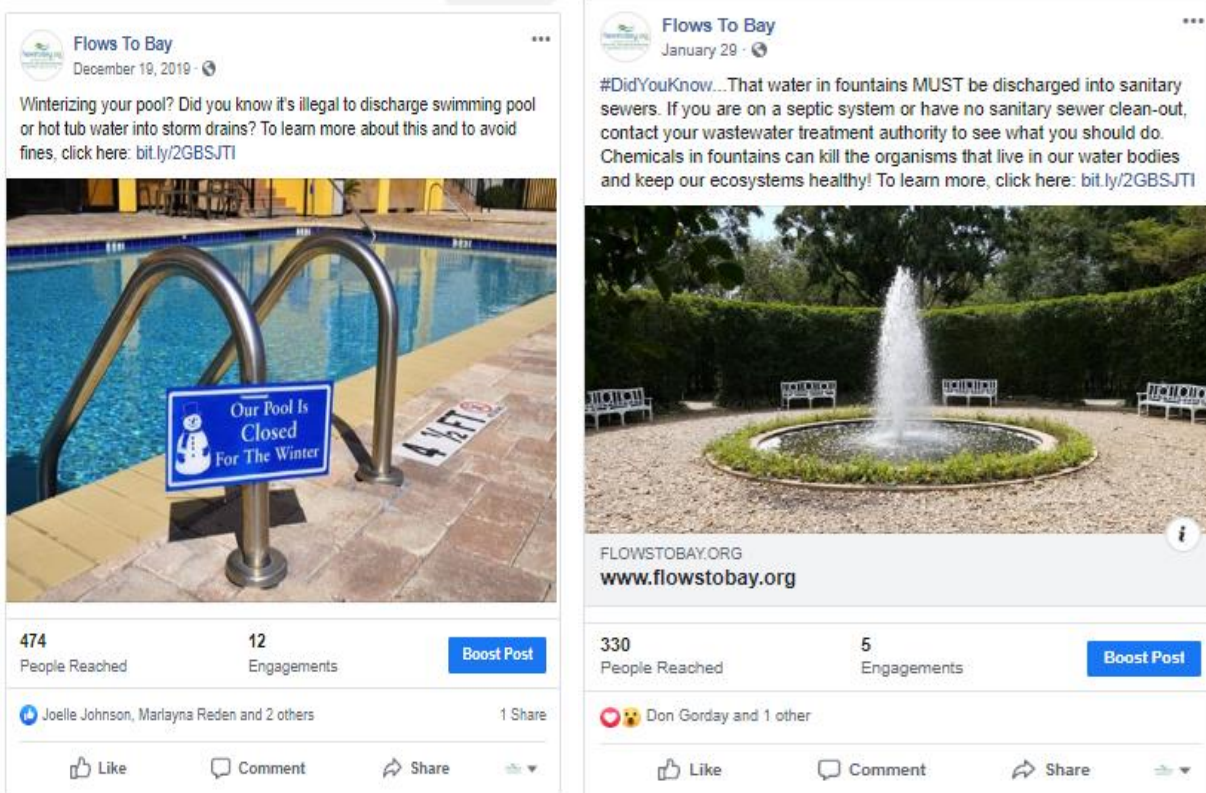 Flows To Bay
December 19, 2019 ·
Winterizing your pool? Did you know it's illegal to discharge swimming pool
or hot tub water into storm drains? To learn more about this and to avoid
fines, click here: bit.ly/2GBSJTI
Our Pool Is
Closed
For The Winter
4 ½ FT
474
People Reached
12
Engagements
Boost Post
Joelle Johnson, Marlayna Reden and 2 others
1 Share
Like
Comment
Share
Flows To Bay
January 29 ·
#DidYouKnow...That water in fountains MUST be discharged into sanitary
sewers. If you are on a septic system or have no sanitary sewer clean-out,
contact your wastewater treatment authority to see what you should do.
Chemicals in fountains can kill the organisms that live in our water bodies
and keep our ecosystems healthy! To learn more, click here: bit.ly/2GBSJTI
FLOWSTOBAY.ORG
www.flowstobay.org
330
People Reached
5
Engagements
Boost Post
Don Gorday and 1 other
Like
Comment
Share